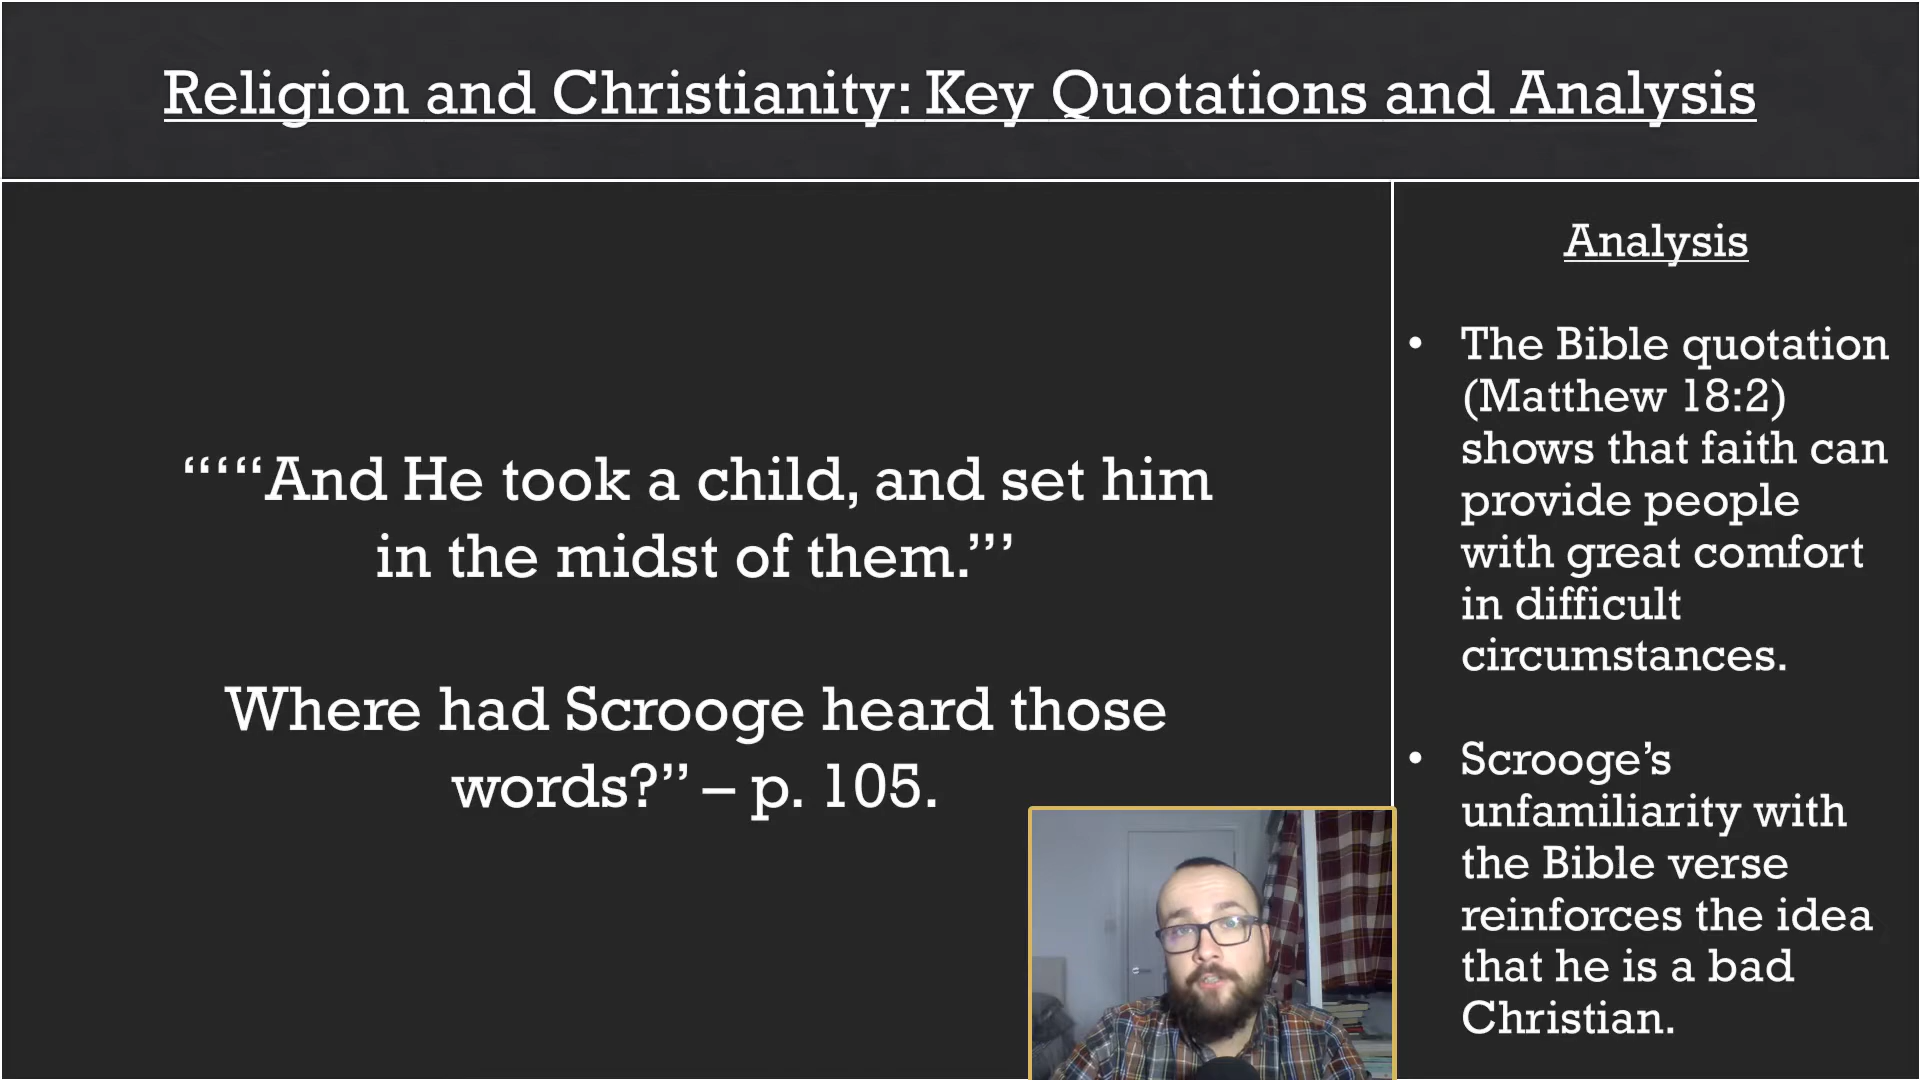 Religion and Christianity: Key Quotations and Analysis
“‘“And He took a child, and set him
in the midst of them.”’
Where had Scrooge heard those
words?” – p. 105.
Analysis
• The Bible quotation
(Matthew 18:2)
shows that faith can
provide people
with great comfort
in difficult
circumstances.
• Scrooge’s
unfamiliarity with
the Bible verse
reinforces the idea
that he is a bad
Christian.